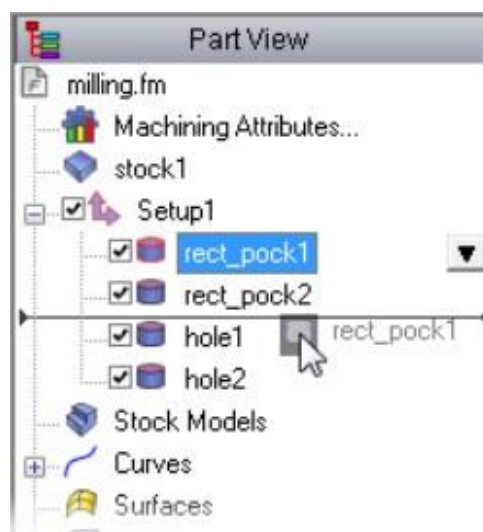 Part View
milling.fm
Machining Attributes...
stock1
Setup1
rect_pock1
rect_pock2
hole1 rect_pock1
hole2
Stock Models
Curves
Surfaces